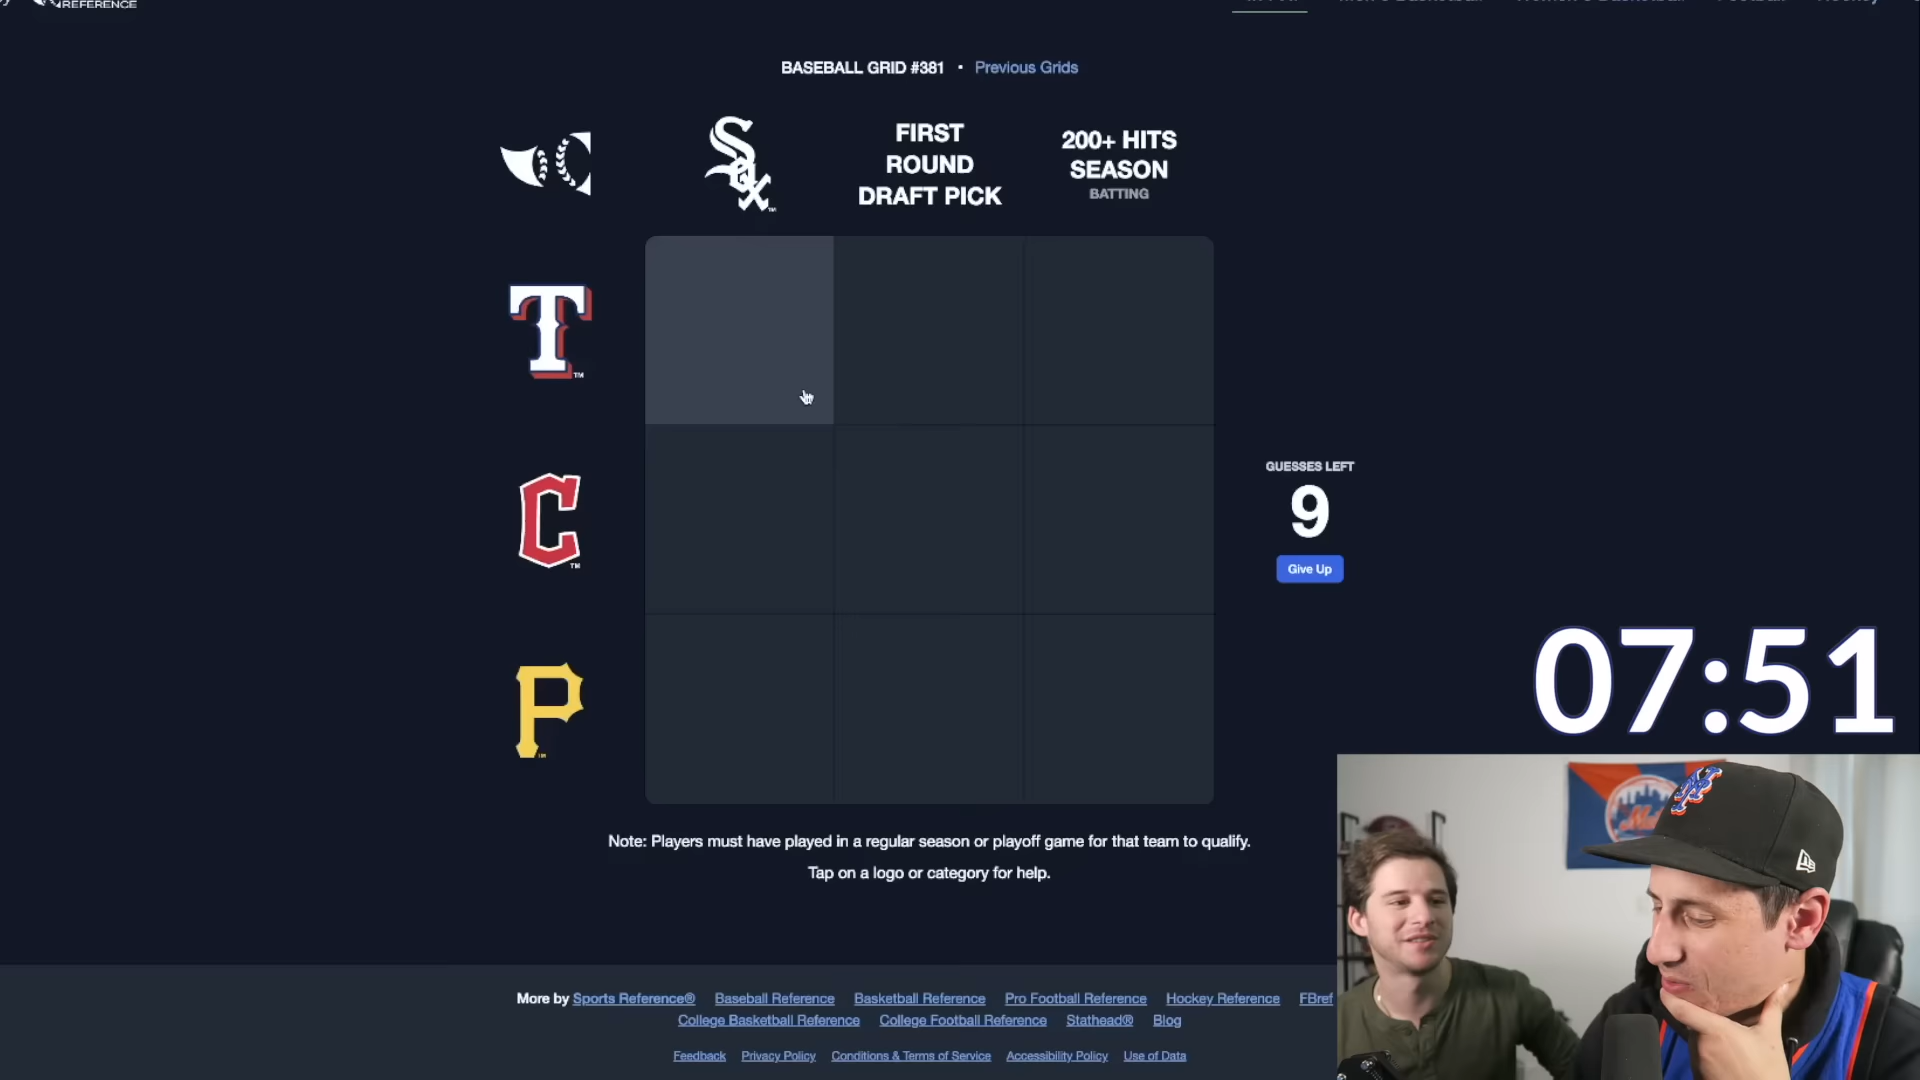 REFERENCE
BASEBALL GRID #381 • Previous Grids
Sox
FIRST
ROUND
DRAFT PICK
200+ HITS
SEASON
BATTING
T
TM
GUESSES LEFT
9
Give Up
C
TM
07:51
P
Note: Players must have played in a regular season or playoff game for that team to qualify.
Tap on a logo or category for help.
More by Sports Reference® Baseball Reference Basketball Reference Pro Football Reference Hockey Reference FBref
College Basketball Reference College Football Reference Stathead® Blog
Feedback Privacy Policy Conditions & Terms of Service Accessibility Policy Use of Data